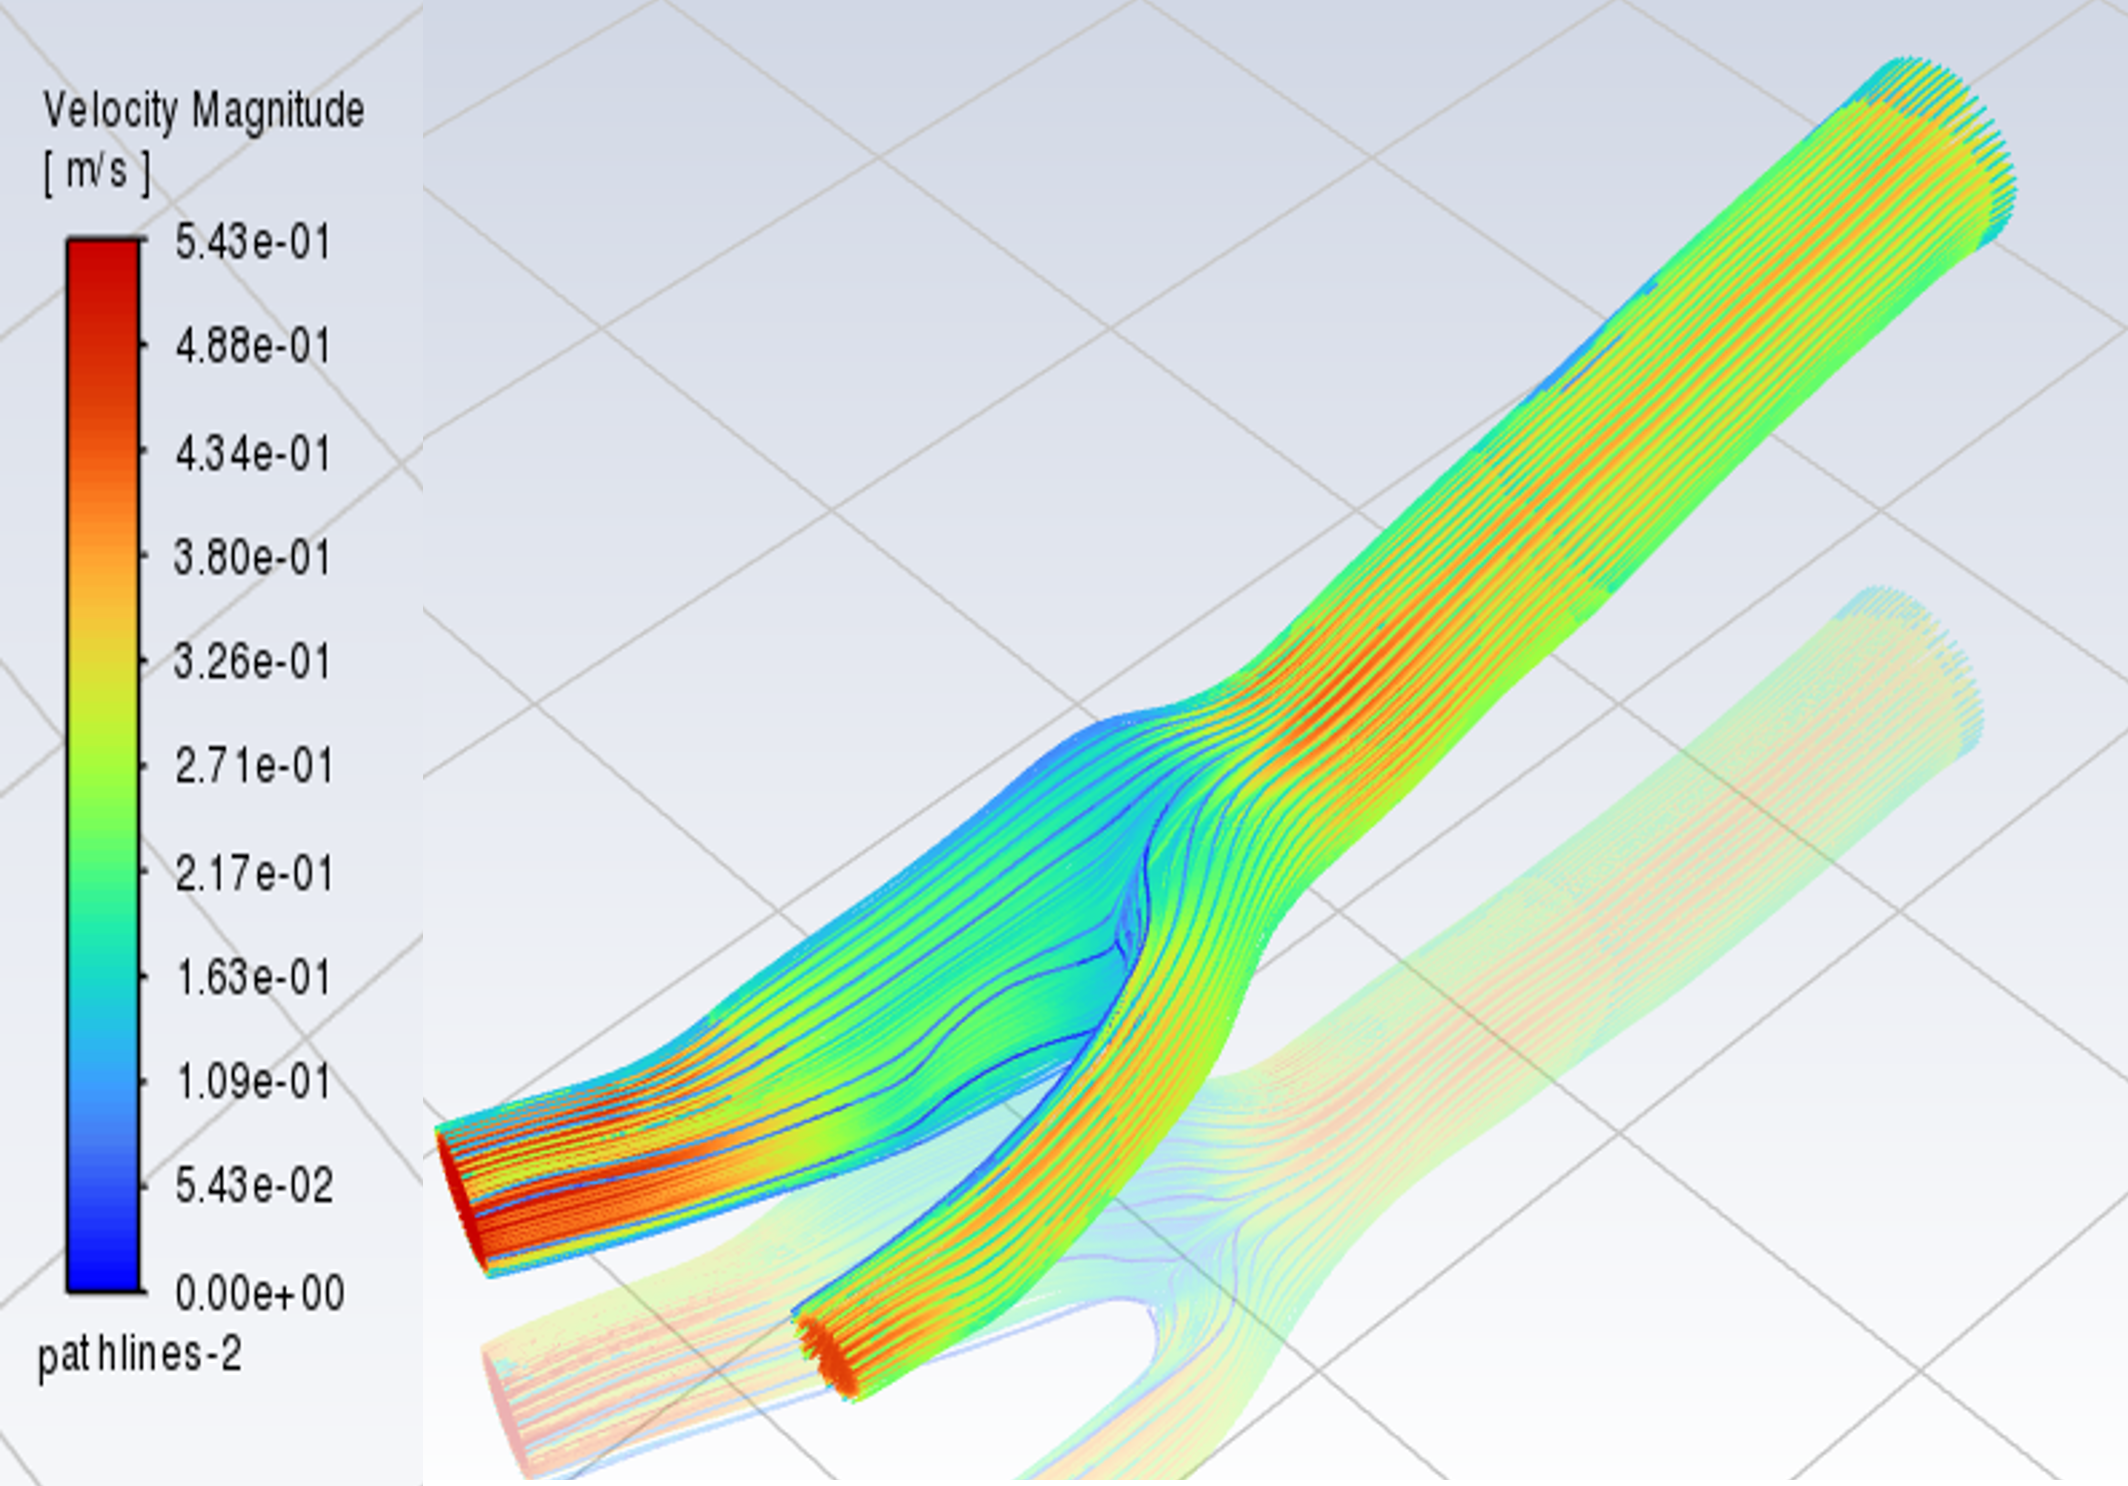 Velocity Magnitude
[ m/s ]
5.43e-01
4.88e-01
4.34e-01
3.80e-01
3.26e-01
2.71e-01
2.17e-01
1.63e-01
1.09e-01
5.43e-02
0.00e+00
pathlines-2